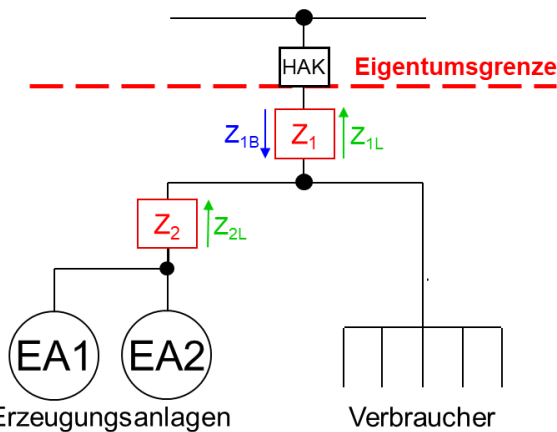 HAK
Eigentumsgrenze
Z1B
Z1
Z1L
Z2
Z2L
EA1
EA2
Erzeugungsanlagen
Verbraucher